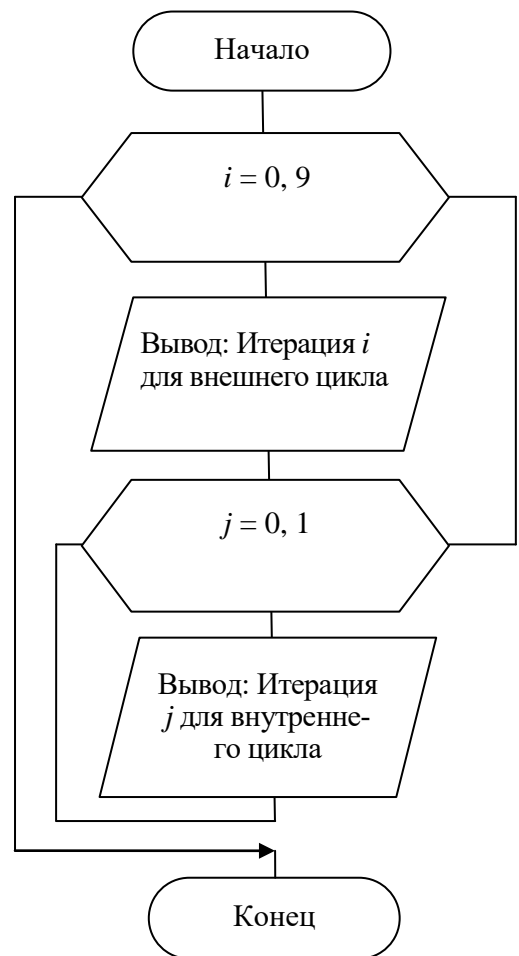 Начало
i = 0, 9
Вывод: Итерация i
для внешнего цикла
j = 0, 1
Вывод: Итерация
j для внутренне-
го цикла
Конец